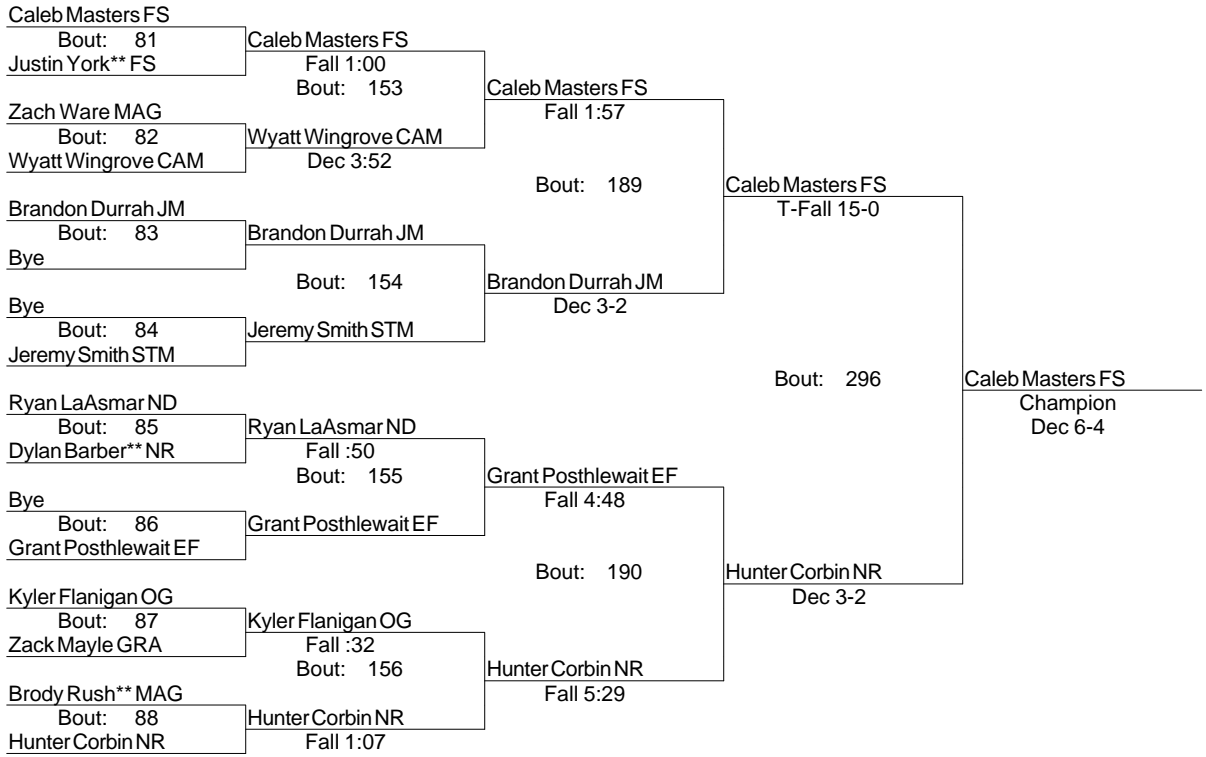 Caleb Masters FS
Bout: 81
Justin York** FS
Zach Ware MAG
Bout: 82
Wyatt Wingrove CAM
Brandon Durrah JM
Bout: 83
Bye
Bye
Bout: 84
Jeremy Smith STM
Ryan LaAsmar ND
Bout: 85
Dylan Barber** NR
Bye
Bout: 86
Grant Posthlewait EF
Kyler Flanigan OG
Bout: 87
Zack Mayle GRA
Brody Rush** MAG
Bout: 88
Hunter Corbin NR
Caleb Masters FS
Fall 1:00
Bout: 153
Wyatt Wingrove CAM
Dec 3:52
Brandon Durrah JM
Bout: 154
Jeremy Smith STM
Ryan LaAsmar ND
Fall :50
Bout: 155
Grant Posthlewait EF
Kyler Flanigan OG
Fall :32
Bout: 156
Hunter Corbin NR
Fall 1:07
Caleb Masters FS
Fall 1:57
Bout: 189
Brandon Durrah JM
Dec 3-2
Grant Posthlewait EF
Fall 4:48
Bout: 190
Hunter Corbin NR
Fall 5:29
Caleb Masters FS
T-Fall 15-0
Bout: 296
Hunter Corbin NR
Dec 3-2
Caleb Masters FS
Champion
Dec 6-4